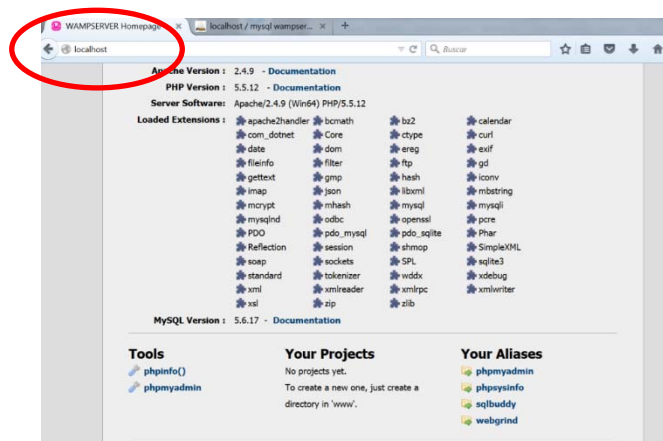 WAMPSERVER Homepage × localhost / mysql wampser... × +
localhost Buscar
Apache Version : 2.4.9 - Documentation
PHP Version : 5.5.12 - Documentation
Server Software: Apache/2.4.9 (Win64) PHP/5.5.12
Loaded Extensions : apache2handler bcmath bz2 calendar
com_dotnet Core ctype curl
date dom ereg exif
fileinfo filter ftp gd
gettext gmp hash iconv
imap json libxml mbstring
mcrypt mhash mysql mysqli
mysqlnd odbc openssl pcre
PDO pdo_mysql pdo_sqlite Phar
Reflection session shmop SimpleXML
soap sockets SPL sqlite3
standard tokenizer wddx xdebug
xml xmlreader xmlrpc xmlwriter
xsl zip zlib
MySQL Version : 5.6.17 - Documentation
Tools Your Projects Your Aliases
phpinfo() No projects yet. phpmyadmin
phpmyadmin To create a new one, just create a phpsysinfo
directory in 'www'. sqlbuddy
webgrind